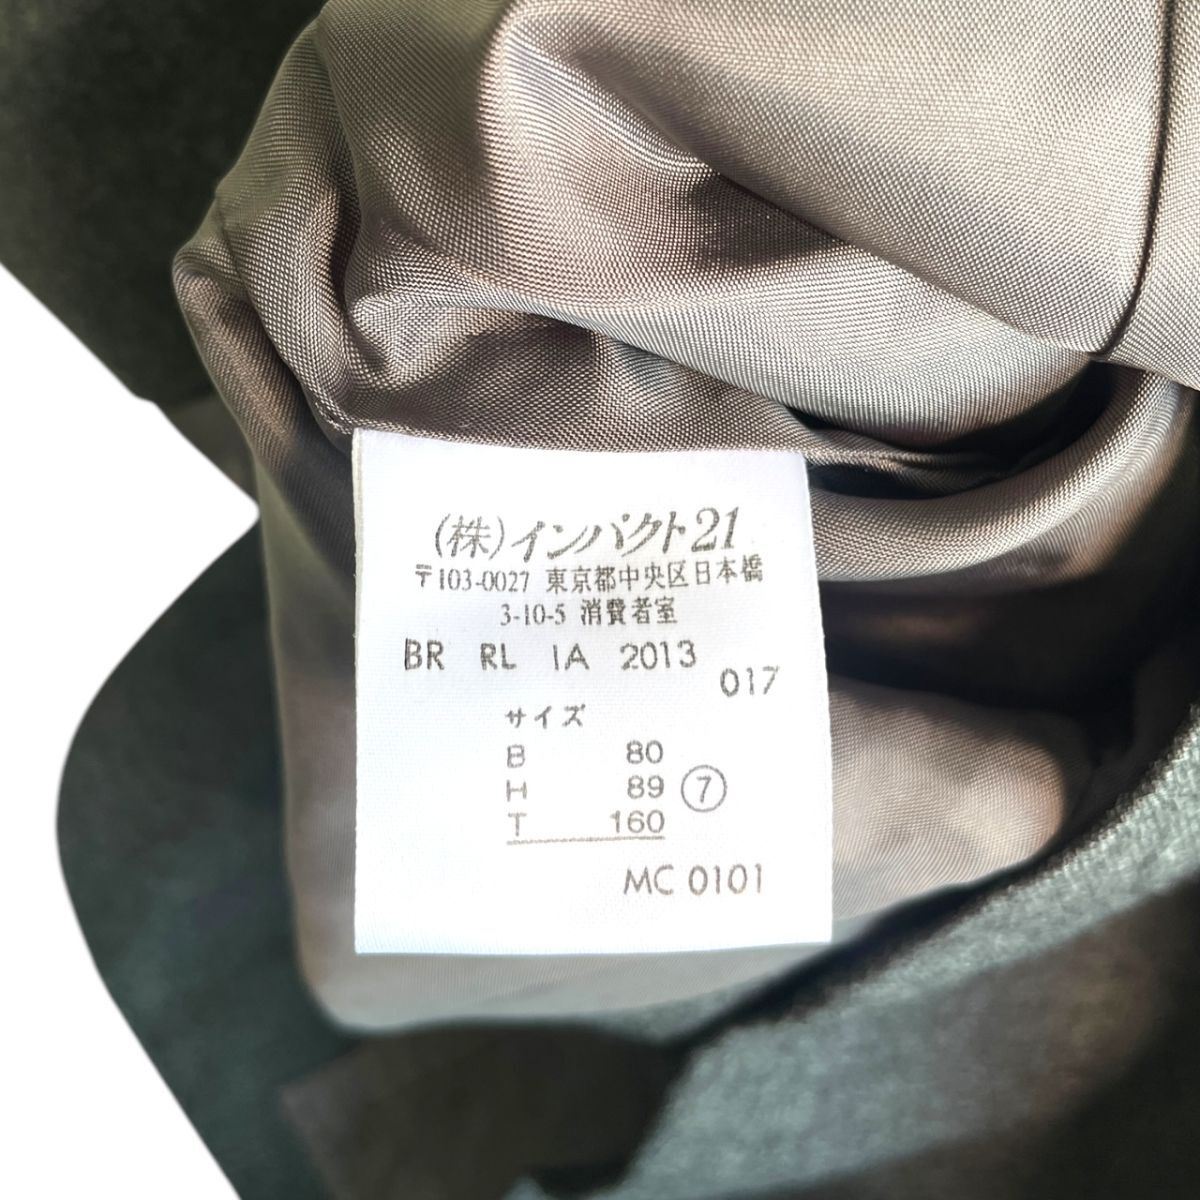 (株)インパクト21
〒103-0027 東京都中央区日本橋
3-10-5 消費者室
BR RL IA 2013
017
サイズ
B 80
H 89 ⑦
T 160
MC 0101